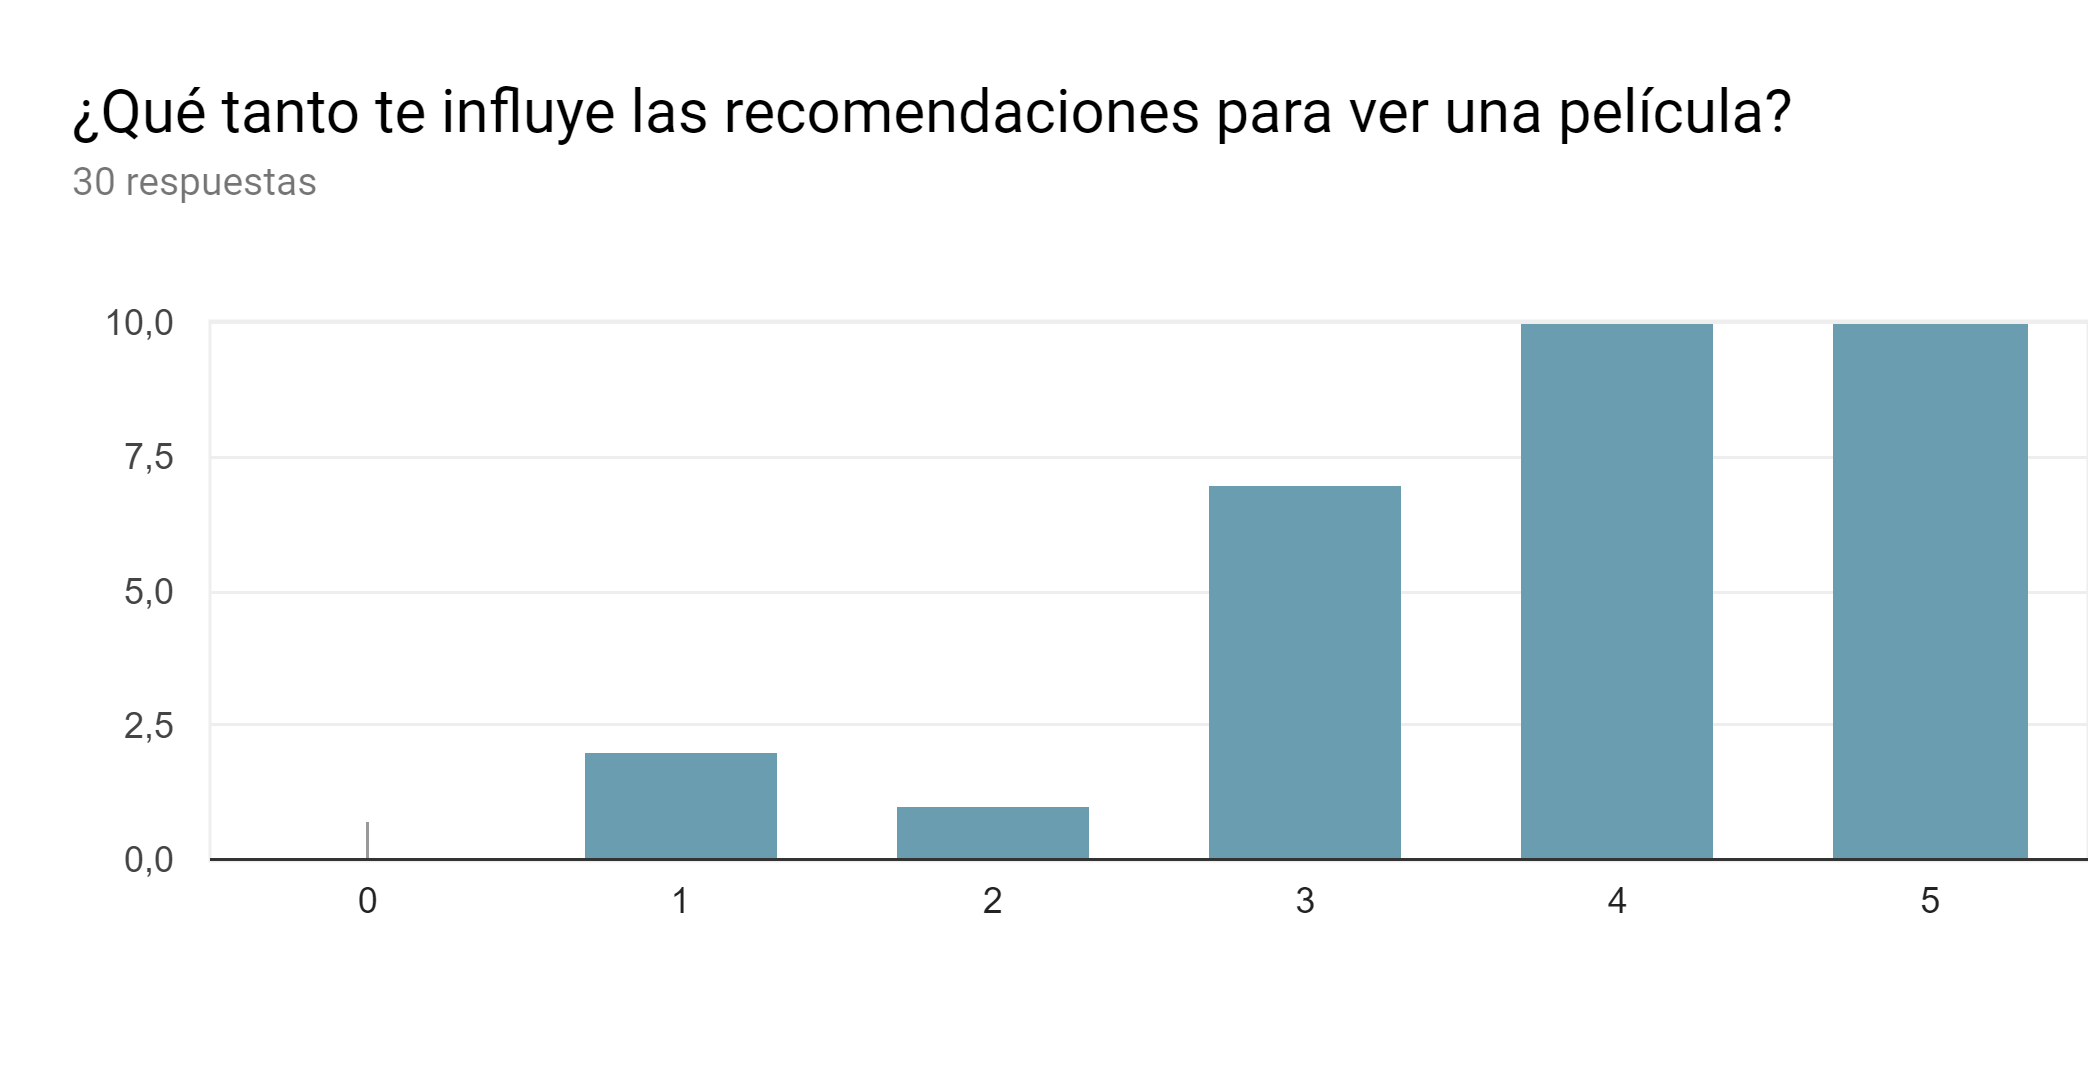 ¿Qué tanto te influye las recomendaciones para ver una película?
30 respuestas
10,0
7,5
5,0
2,5
0,0
0 1 2 3 4 5